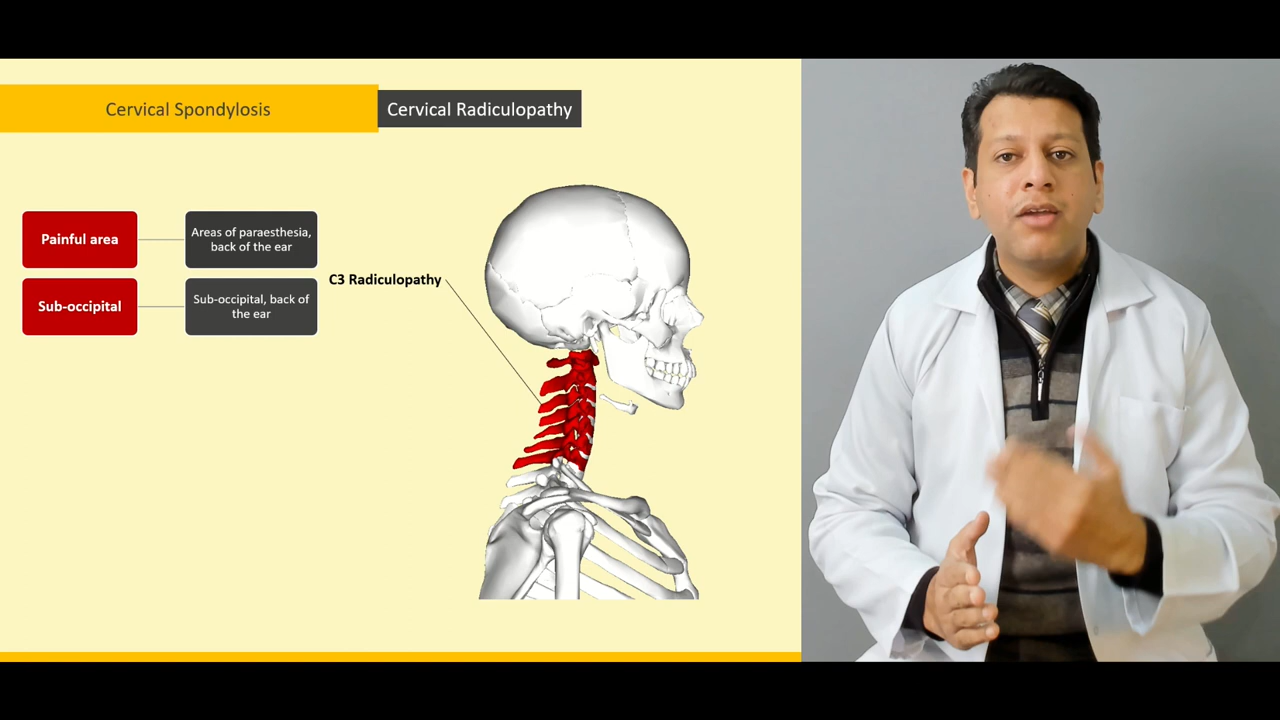 Cervical Spondylosis
Cervical Radiculopathy
Painful area
Areas of paraesthesia,
back of the ear
C3 Radiculopathy
Sub-occipital
Sub-occipital, back of
the ear